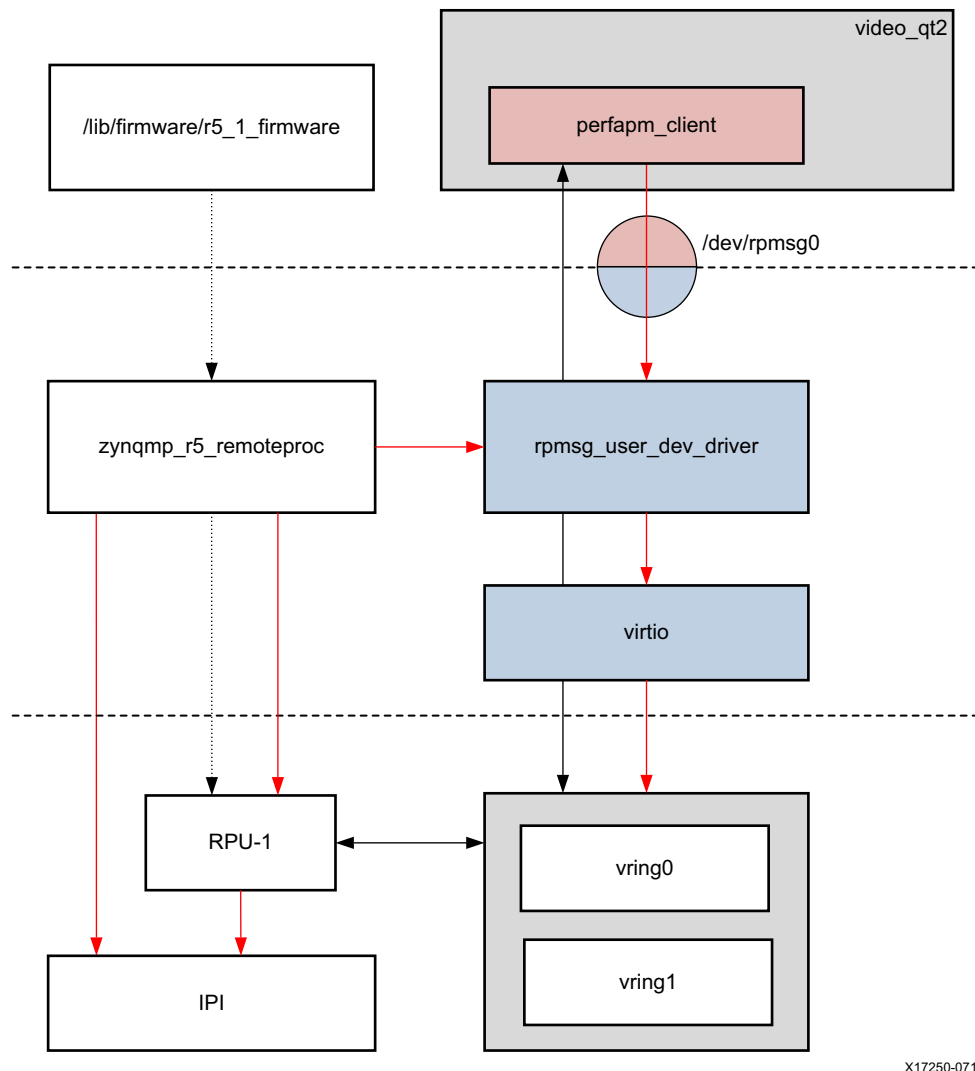 video_qt2
/lib/firmware/r5_1_firmware
perfapm_client
/dev/rpmsg0
zynqmp_r5_remoteproc
rpmsg_user_dev_driver
virtio
RPU-1
vring0
vring1
IPI
X17250-071